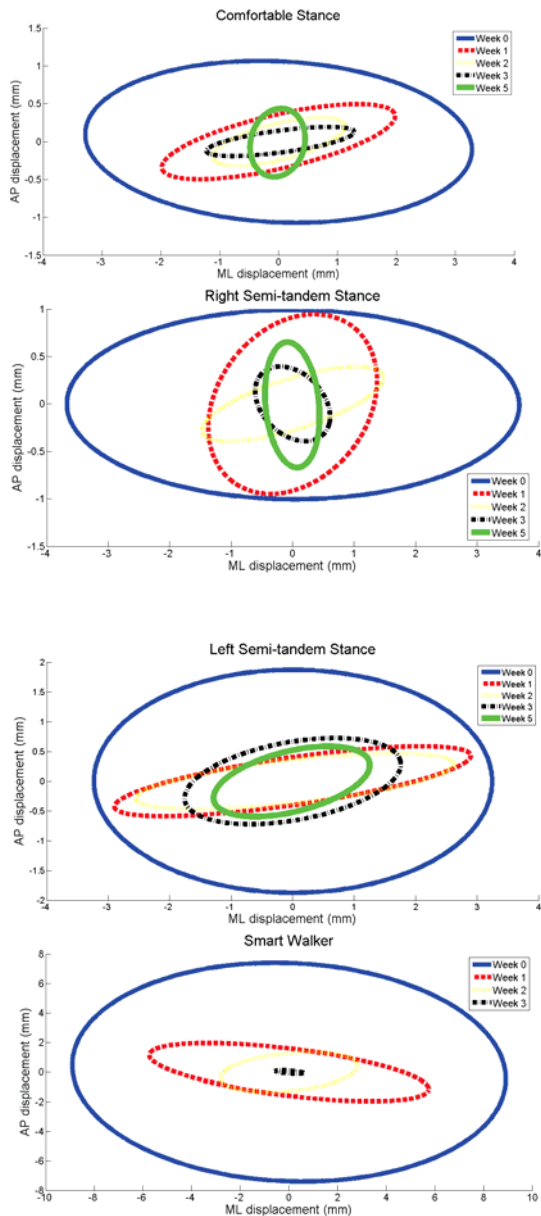 Comfortable Stance
1.5
1
0.5
0
-0.5
-1
-1.5
AP displacement (mm)
Week 0
Week 1
Week 2
Week 3
Week 5
-4 -3 -2 -1 0 1 2 3 4
ML displacement (mm)
Right Semi-tandem Stance
1
0.5
0
-0.5
-1
-1.5
AP displacement (mm)
Week 0
Week 1
Week 2
Week 3
Week 5
-4 -3 -2 -1 0 1 2 3 4
ML displacement (mm)
Left Semi-tandem Stance
2
1.5
1
0.5
0
-0.5
-1
-1.5
-2
AP displacement (mm)
Week 0
Week 1
Week 2
Week 3
Week 5
-4 -3 -2 -1 0 1 2 3 4
ML displacement (mm)
Smart Walker
8
6
4
2
0
-2
-4
-6
-8
AP displacement (mm)
Week 0
Week 1
Week 2
Week 3
-10 -8 -6 -4 -2 0 2 4 6 8 10
ML displacement (mm)